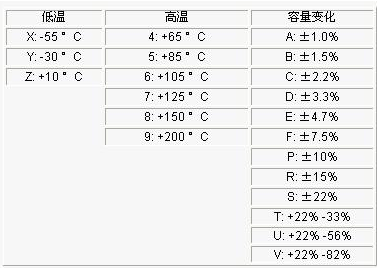 低温 高温 容量变化
X: -55° C 4: +65° C A: ±1.0%
Y: -30° C 5: +85° C B: ±1.5%
Z: +10° C 6: +105° C C: ±2.2%
7: +125° C D: ±3.3%
8: +150° C E: ±4.7%
9: +200° C F: ±7.5%
P: ±10%
R: ±15%
S: ±22%
T: +22% -33%
U: +22% -56%
V: +22% -82%